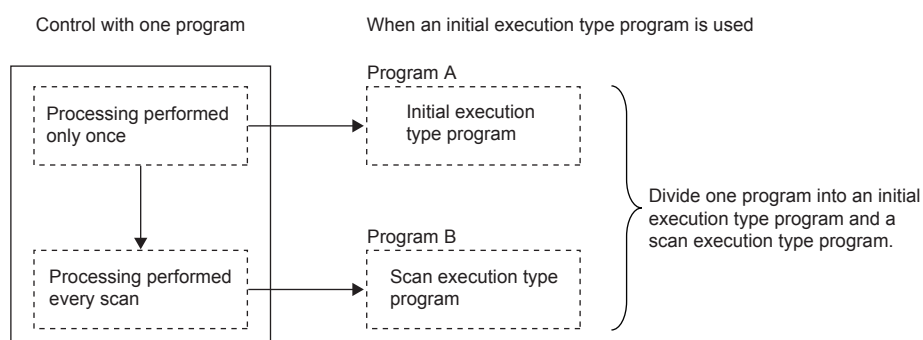 Control with one program
When an initial execution type program is used
Program A
Processing performed
only once
Initial execution
type program
Divide one program into an initial
execution type program and a
scan execution type program.
Program B
Processing performed
every scan
Scan execution type
program